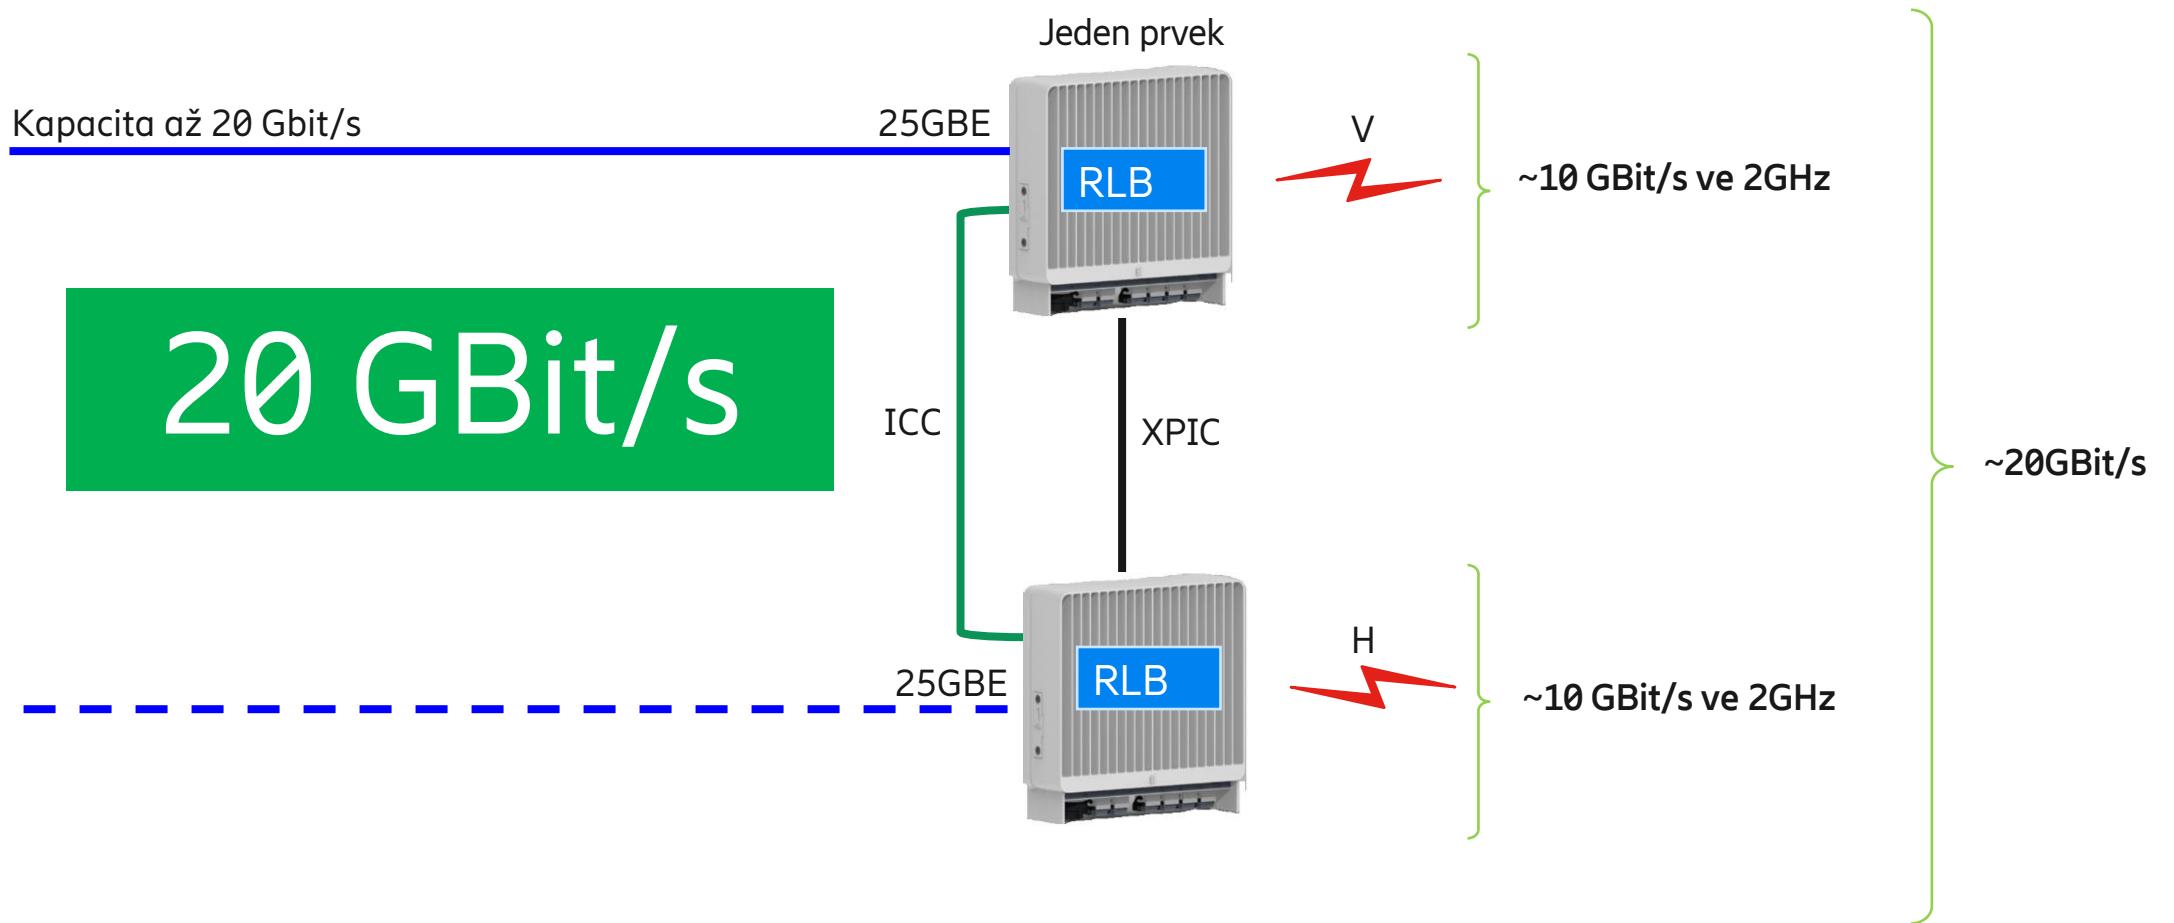 Jeden prvek
Kapacita až 20 Gbit/s
25GBE
V
RLB
~10 GBit/s ve 2GHz
20 GBit/s
ICC
XPIC
~20GBit/s
H
25GBE
RLB
~10 GBit/s ve 2GHz